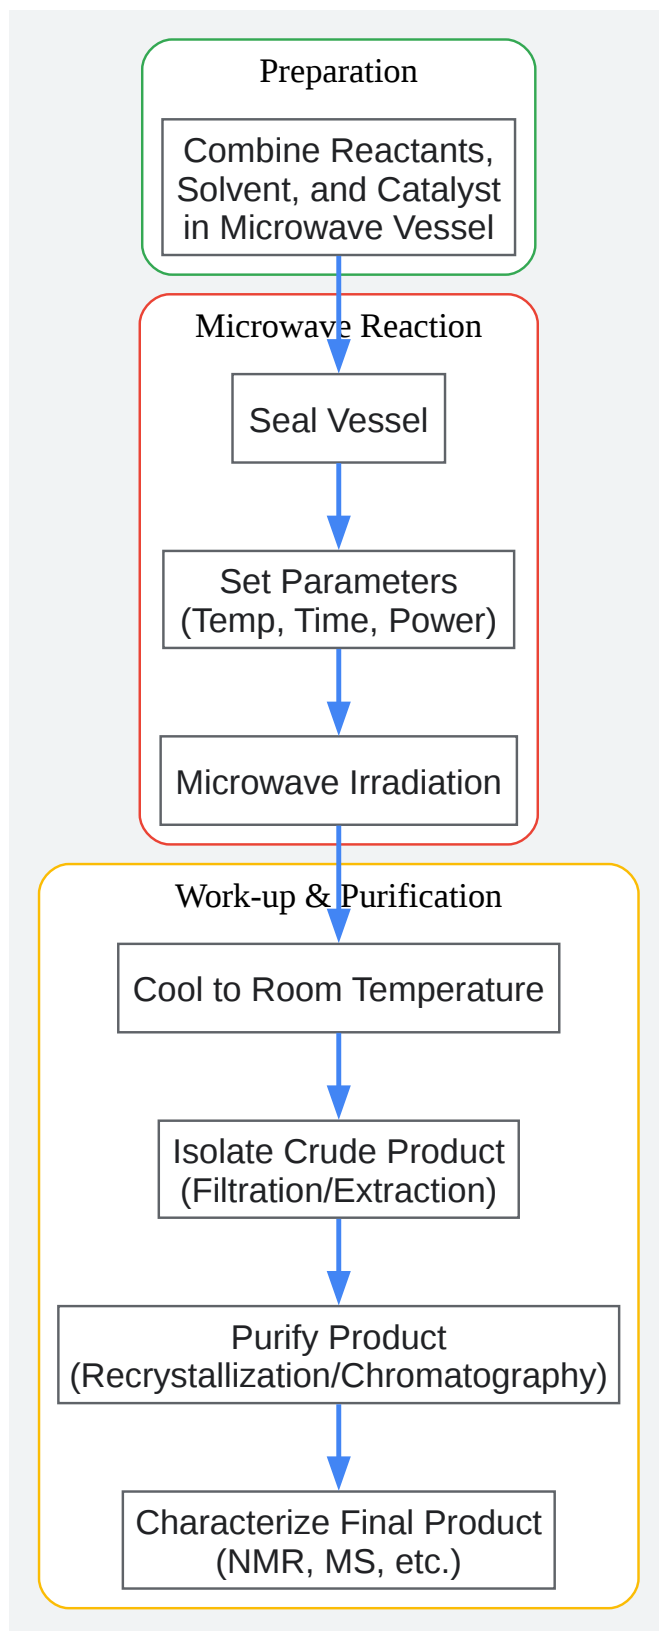 Preparation
Combine Reactants,
Solvent, and Catalyst
in Microwave Vessel
Microwave Reaction
Seal Vessel
Set Parameters
(Temp, Time, Power)
Microwave Irradiation
Work-up & Purification
Cool to Room Temperature
Isolate Crude Product
(Filtration/Extraction)
Purify Product
(Recrystallization/Chromatography)
Characterize Final Product
(NMR, MS, etc.)